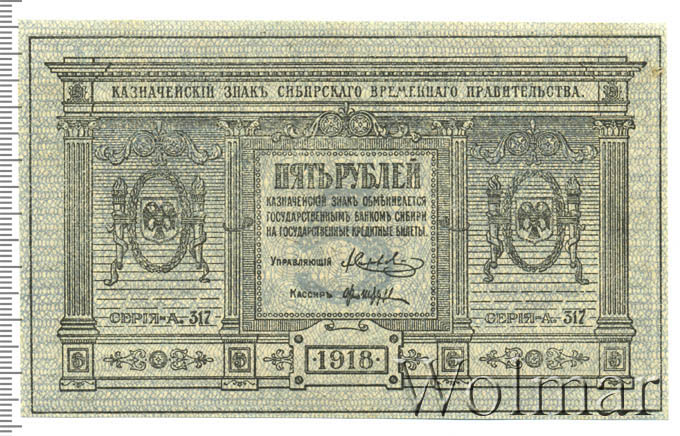 КАЗНАЧЕЙСКІЙ ЗНАКЪ СИБИРСКАГО ВРЕМЕННАГО ПРАВИТЕЛЬСТВА.
ПЯТЬ РУБЛЕЙ
КАЗНАЧЕЙСКІЙ ЗНАКЪ ОБМѢНИВАЕТСЯ
ГОСУДАРСТВЕННЫМЪ БАНКОМЪ СИБИРИ
НА ГОСУДАРСТВЕННЫЕ КРЕДИТНЫЕ БИЛЕТЫ.
УПРАВЛЯЮЩІЙ
КАССИРЪ
СЕРІЯ-А. 317
СЕРІЯ-А. 317
5 5 1918 5 5
Wolmar